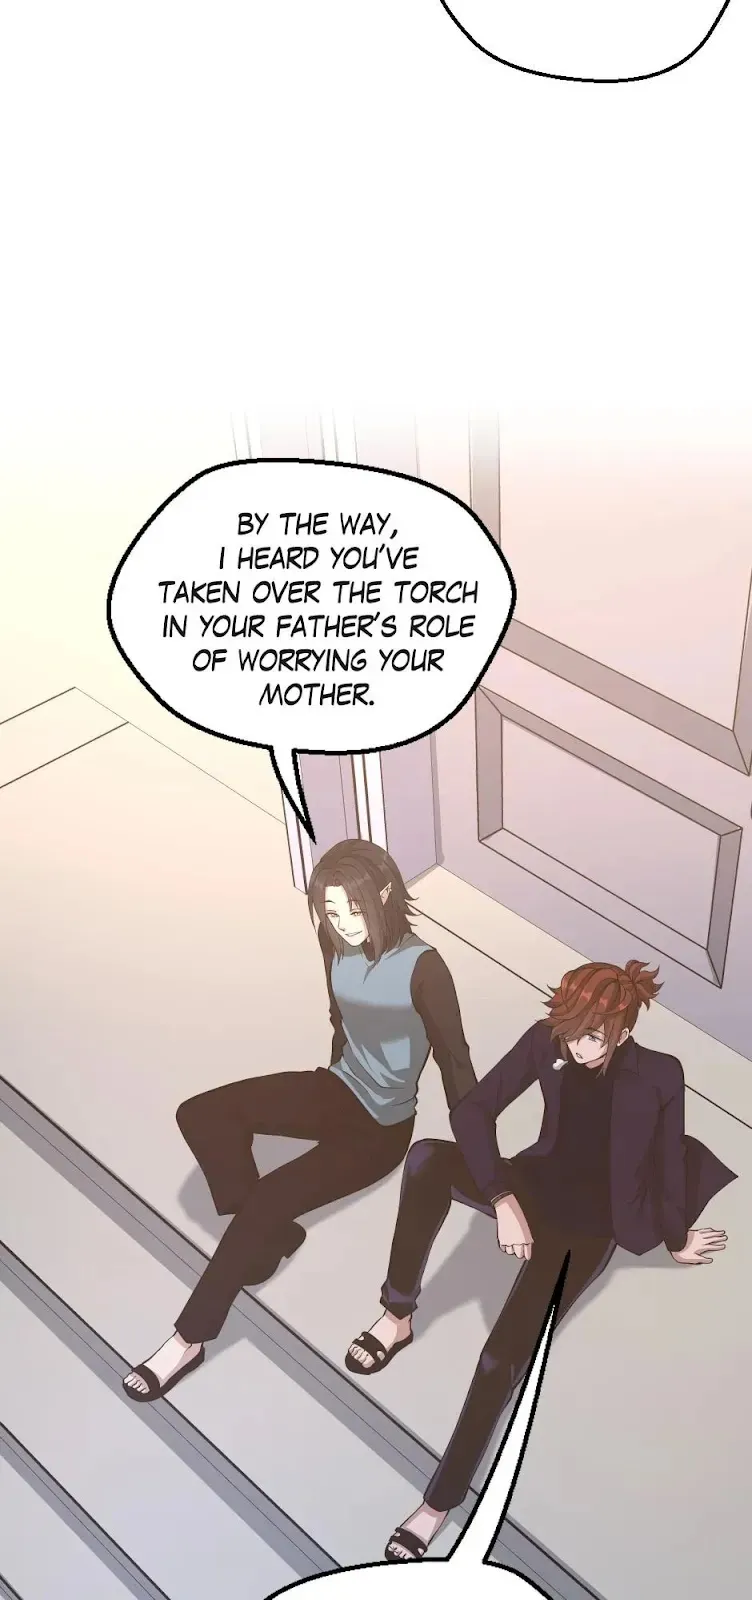 BY THE WAY,
I HEARD YOU'VE
TAKEN OVER THE TORCH
IN YOUR FATHER'S ROLE
OF WORRYING YOUR
MOTHER.